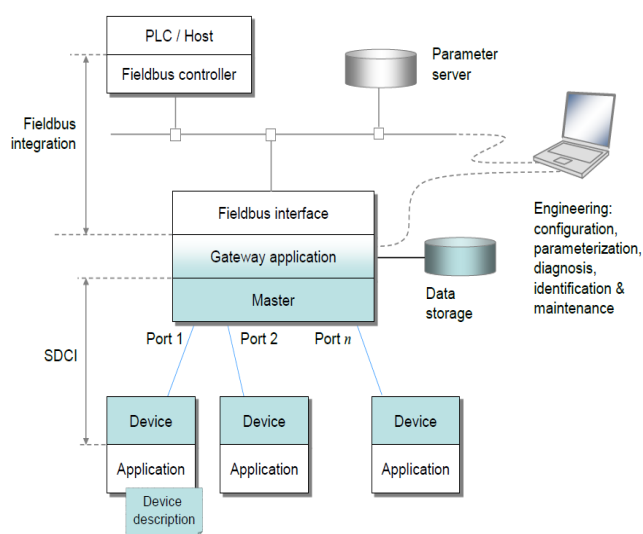 PLC / Host
Fieldbus controller
Parameter
server
Fieldbus
integration
Fieldbus interface
Gateway application
Master
Data
storage
Engineering:
configuration,
parameterization,
diagnosis,
identification &
maintenance
SDCI
Port 1
Port 2
Port n
Device
Application
Device
description
Device
Application
Device
Application